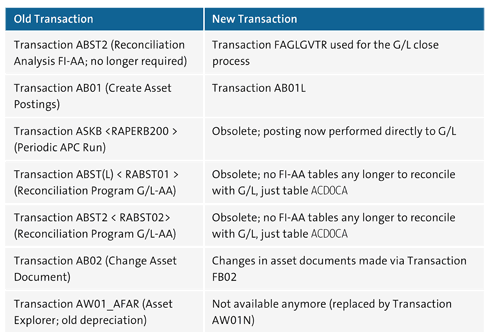 Old Transaction New Transaction
Transaction ABST2 (Reconciliation Transaction FAGLGVTR used for the G/L close
Analysis FI-AA; no longer required) process
Transaction AB01 (Create Asset Transaction AB01L
Postings)
Transaction ASKB <RAPERB200 > Obsolete; posting now performed directly to G/L
(Periodic APC Run)
Transaction ABST(L) < RABST01 > Obsolete; no FI-AA tables any longer to reconcile
(Reconciliation Program G/L-AA) with G/L, just table ACDOCA
Transaction ABST2 < RABST02> Obsolete; no FI-AA tables any longer to reconcile
(Reconciliation Program G/L-AA) with G/L, just table ACDOCA
Transaction AB02 (Change Asset Changes in asset documents made via Transaction
Document) FB02
Transaction AW01_AFAR (Asset Not available anymore (replaced by Transaction
Explorer; old depreciation) AW01N)